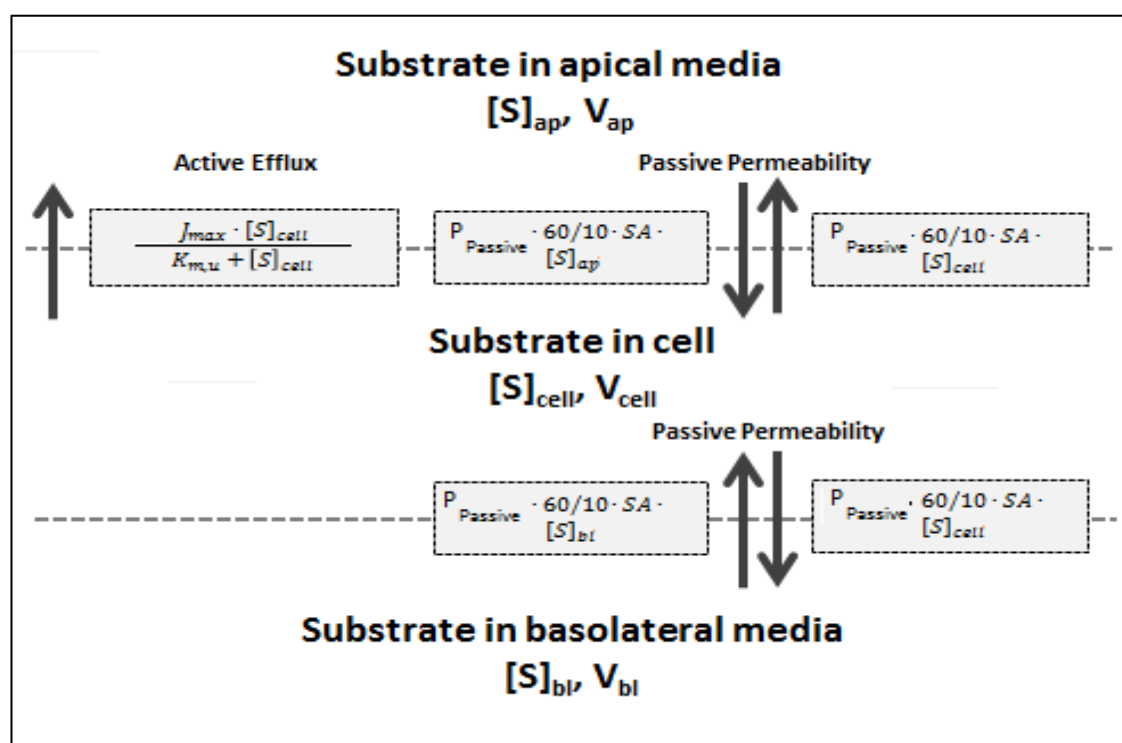 Substrate in apical media
[S]ap, Vap
Active Efflux
Passive Permeability
Jmax · [S]cell
Km,u + [S]cell
PPassive · 60/10 · SA ·
[S]ap
PPassive · 60/10 · SA ·
[S]cell
Substrate in cell
[S]cell, Vcell
Passive Permeability
PPassive · 60/10 · SA ·
[S]bl
PPassive · 60/10 · SA ·
[S]cell
Substrate in basolateral media
[S]bl, Vbl